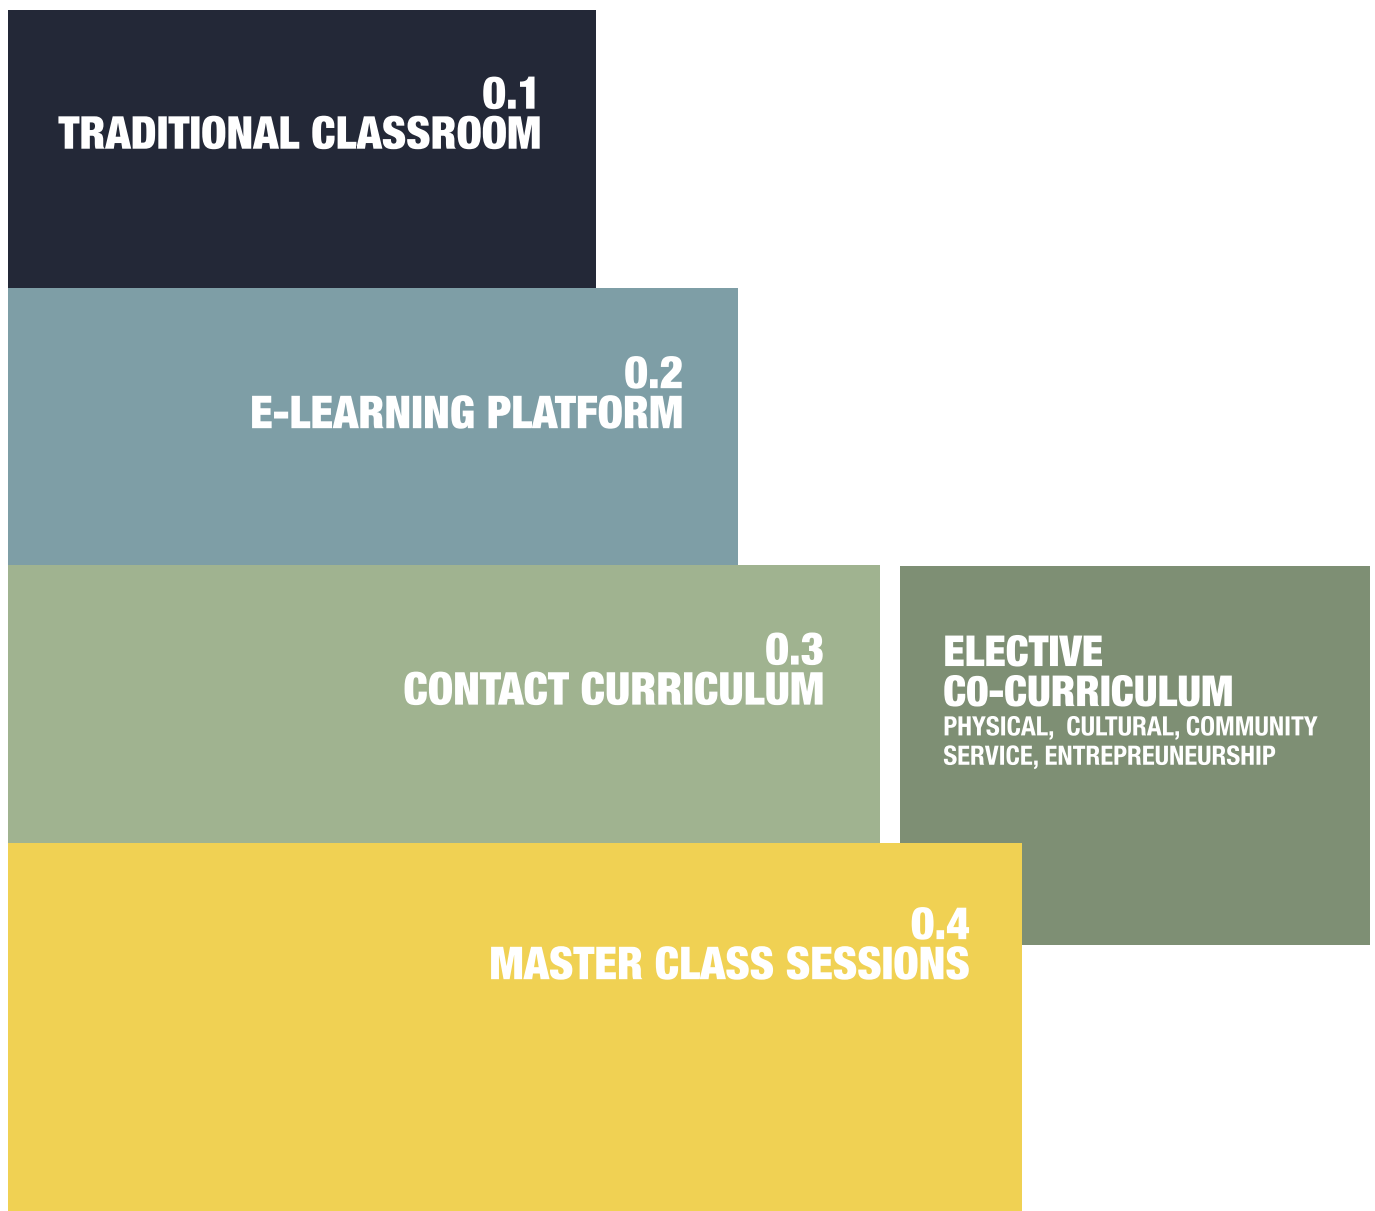 0.1
TRADITIONAL CLASSROOM
0.2
E-LEARNING PLATFORM
0.3
CONTACT CURRICULUM
ELECTIVE
CO-CURRICULUM
PHYSICAL, CULTURAL, COMMUNITY
SERVICE, ENTREPREUNEURSHIP
0.4
MASTER CLASS SESSIONS